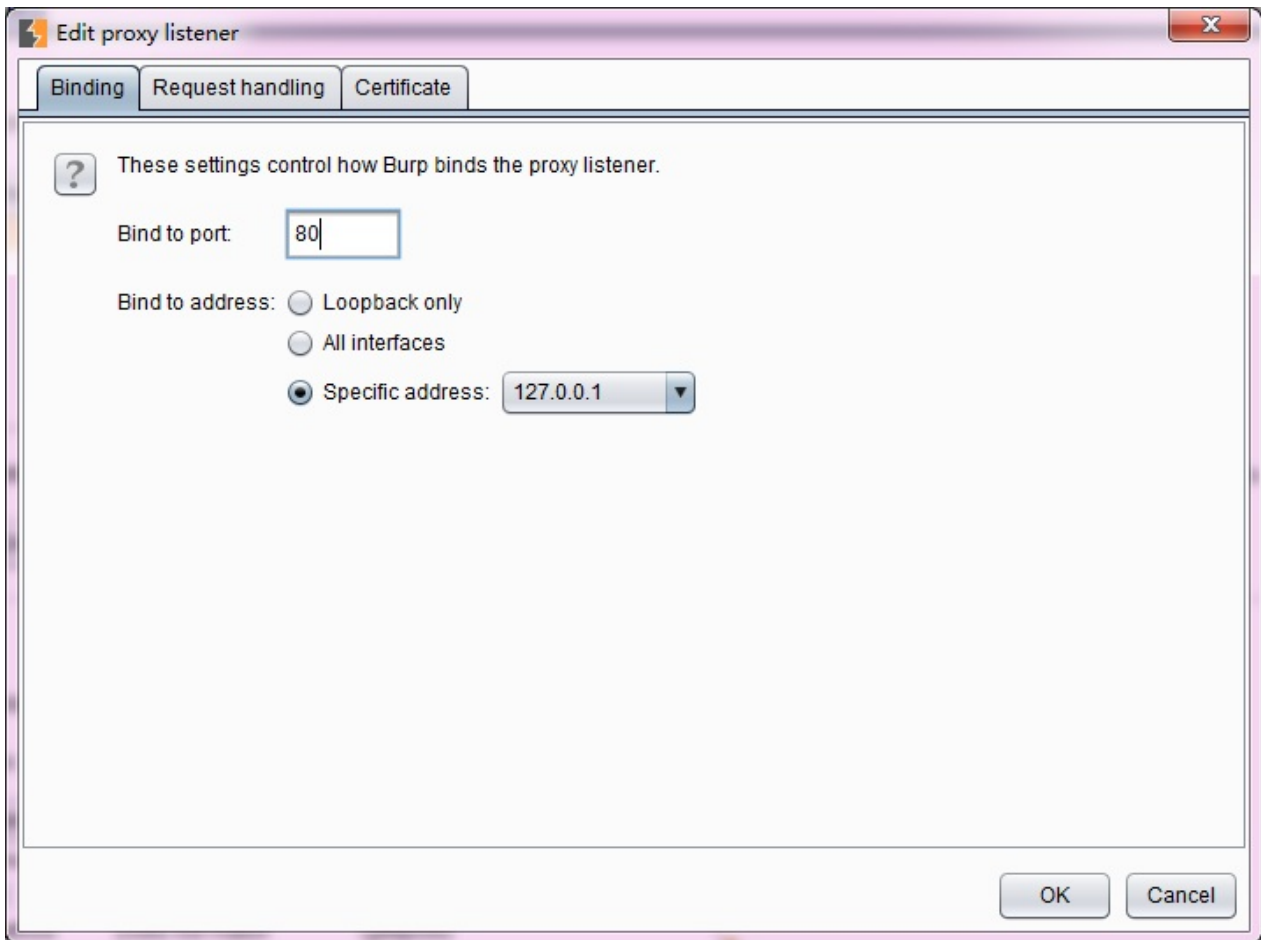 Edit proxy listener
Binding Request handling Certificate
? These settings control how Burp binds the proxy listener.
Bind to port: 80
Bind to address: Loopback only
All interfaces
Specific address: 127.0.0.1
OK Cancel